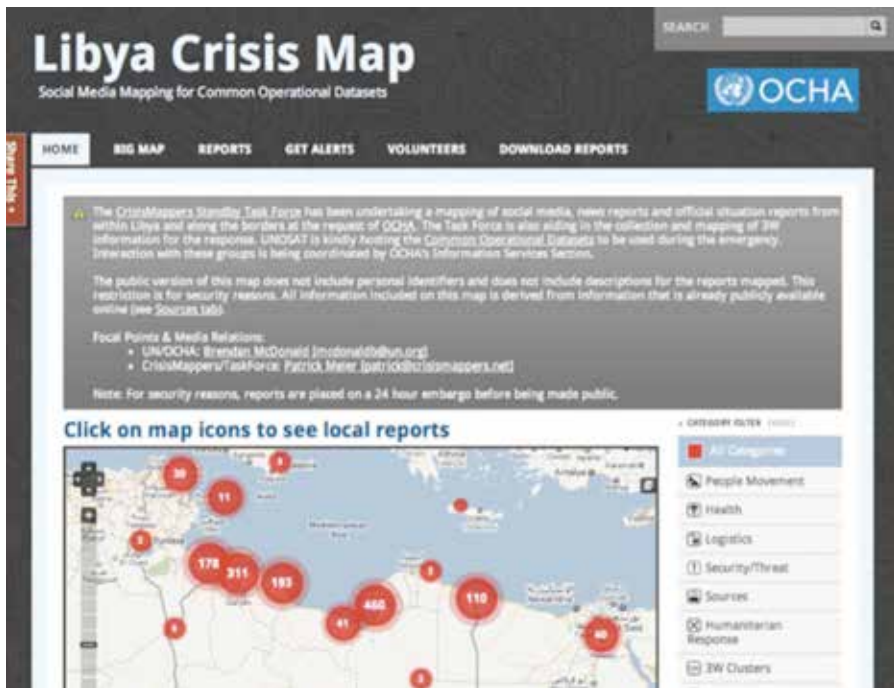 SEARCH
Libya Crisis Map
Social Media Mapping for Common Operational Datasets
OCHA
Share This +
HOME BIG MAP REPORTS GET ALERTS VOLUNTEERS DOWNLOAD REPORTS
The CrisisMappers Standby Task Force has been undertaking a mapping of social media, news reports and official situation reports from
within Libya and along the borders at the request of OCHA. The Task Force is also aiding in the collection and mapping of 3W
information for the response. UNOSAT is kindly hosting the Common Operational Datasets to be used during the emergency.
Interaction with these groups is being coordinated by OCHA's Information Services Section.
The public version of this map does not include personal identifiers and does not include descriptions for the reports mapped. This
restriction is for security reasons. All information included on this map is derived from information that is already publicly available
online (see Sources tab).
Focal Points & Media Relations:
• UN/OCHA: Brendan McDonald [mcdonaldb@un.org]
• CrisisMappers/TaskForce: Patrick Meier [patrick@crisismappers.net]
Note: For security reasons, reports are placed on a 24 hour embargo before being made public.
Click on map icons to see local reports
CATEGORY FILTER
All Categories
People Movement
Health
Logistics
Security/Threat
Sources
Humanitarian
Response
3W Clusters
30
11
Mediterranean
178
311
193
460
41
110
40